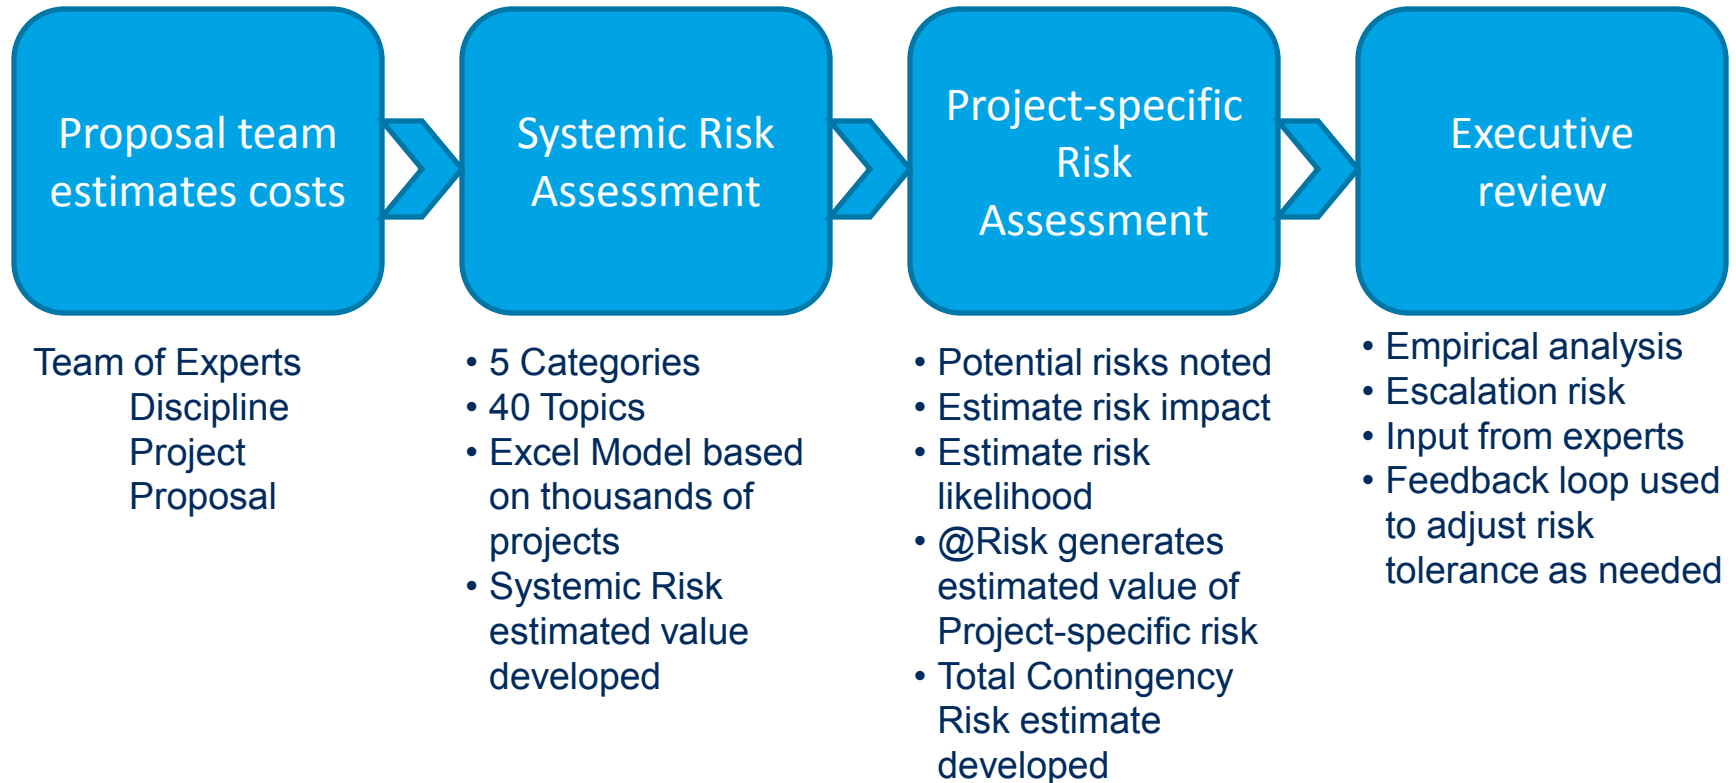 Proposal team
estimates costs
Systemic Risk
Assessment
Project-specific
Risk
Assessment
Executive
review
Team of Experts
Discipline
Project
Proposal
• 5 Categories
• 40 Topics
• Excel Model based
on thousands of
projects
• Systemic Risk
estimated value
developed
• Potential risks noted
• Estimate risk impact
• Estimate risk
likelihood
• @Risk generates
estimated value of
Project-specific risk
• Total Contingency
Risk estimate
developed
• Empirical analysis
• Escalation risk
• Input from experts
• Feedback loop used
to adjust risk
tolerance as needed